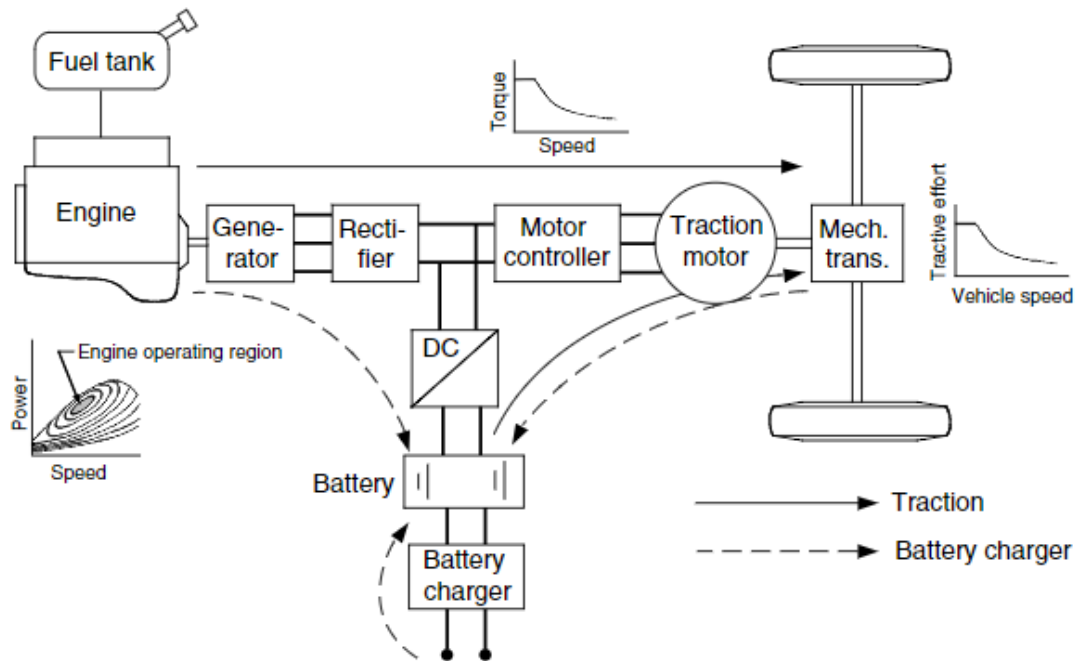 Fuel tank
Torque
Speed
Engine
Gene-
rator
Recti-
fier
Motor
controller
Traction
motor
Mech.
trans.
Tractive effort
Vehicle speed
Engine operating region
Power
Speed
DC
Battery
Battery
charger
Traction
Battery charger